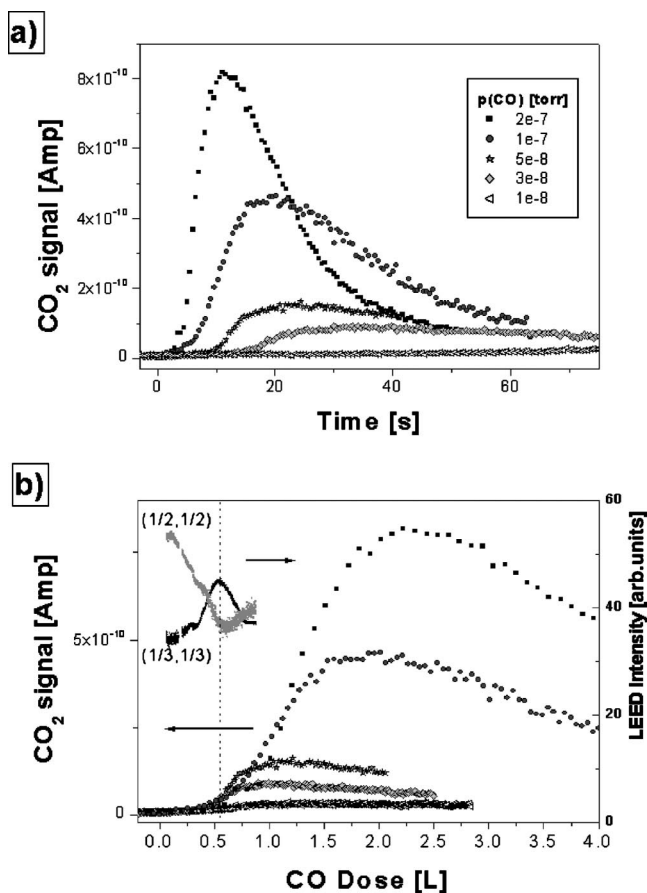 a)
CO₂ signal [Amp]
8x10⁻¹⁰
6x10⁻¹⁰
4x10⁻¹⁰
2x10⁻¹⁰
0
p(CO) [torr]
2e-7
1e-7
5e-8
3e-8
1e-8
0 20 40 60
Time [s]
b)
CO₂ signal [Amp]
5x10⁻¹⁰
0
(1/2,1/2)
(1/3,1/3)
60
40
20
0
LEED Intensity [arb.units]
0.0 0.5 1.0 1.5 2.0 2.5 3.0 3.5 4.0
CO Dose [L]